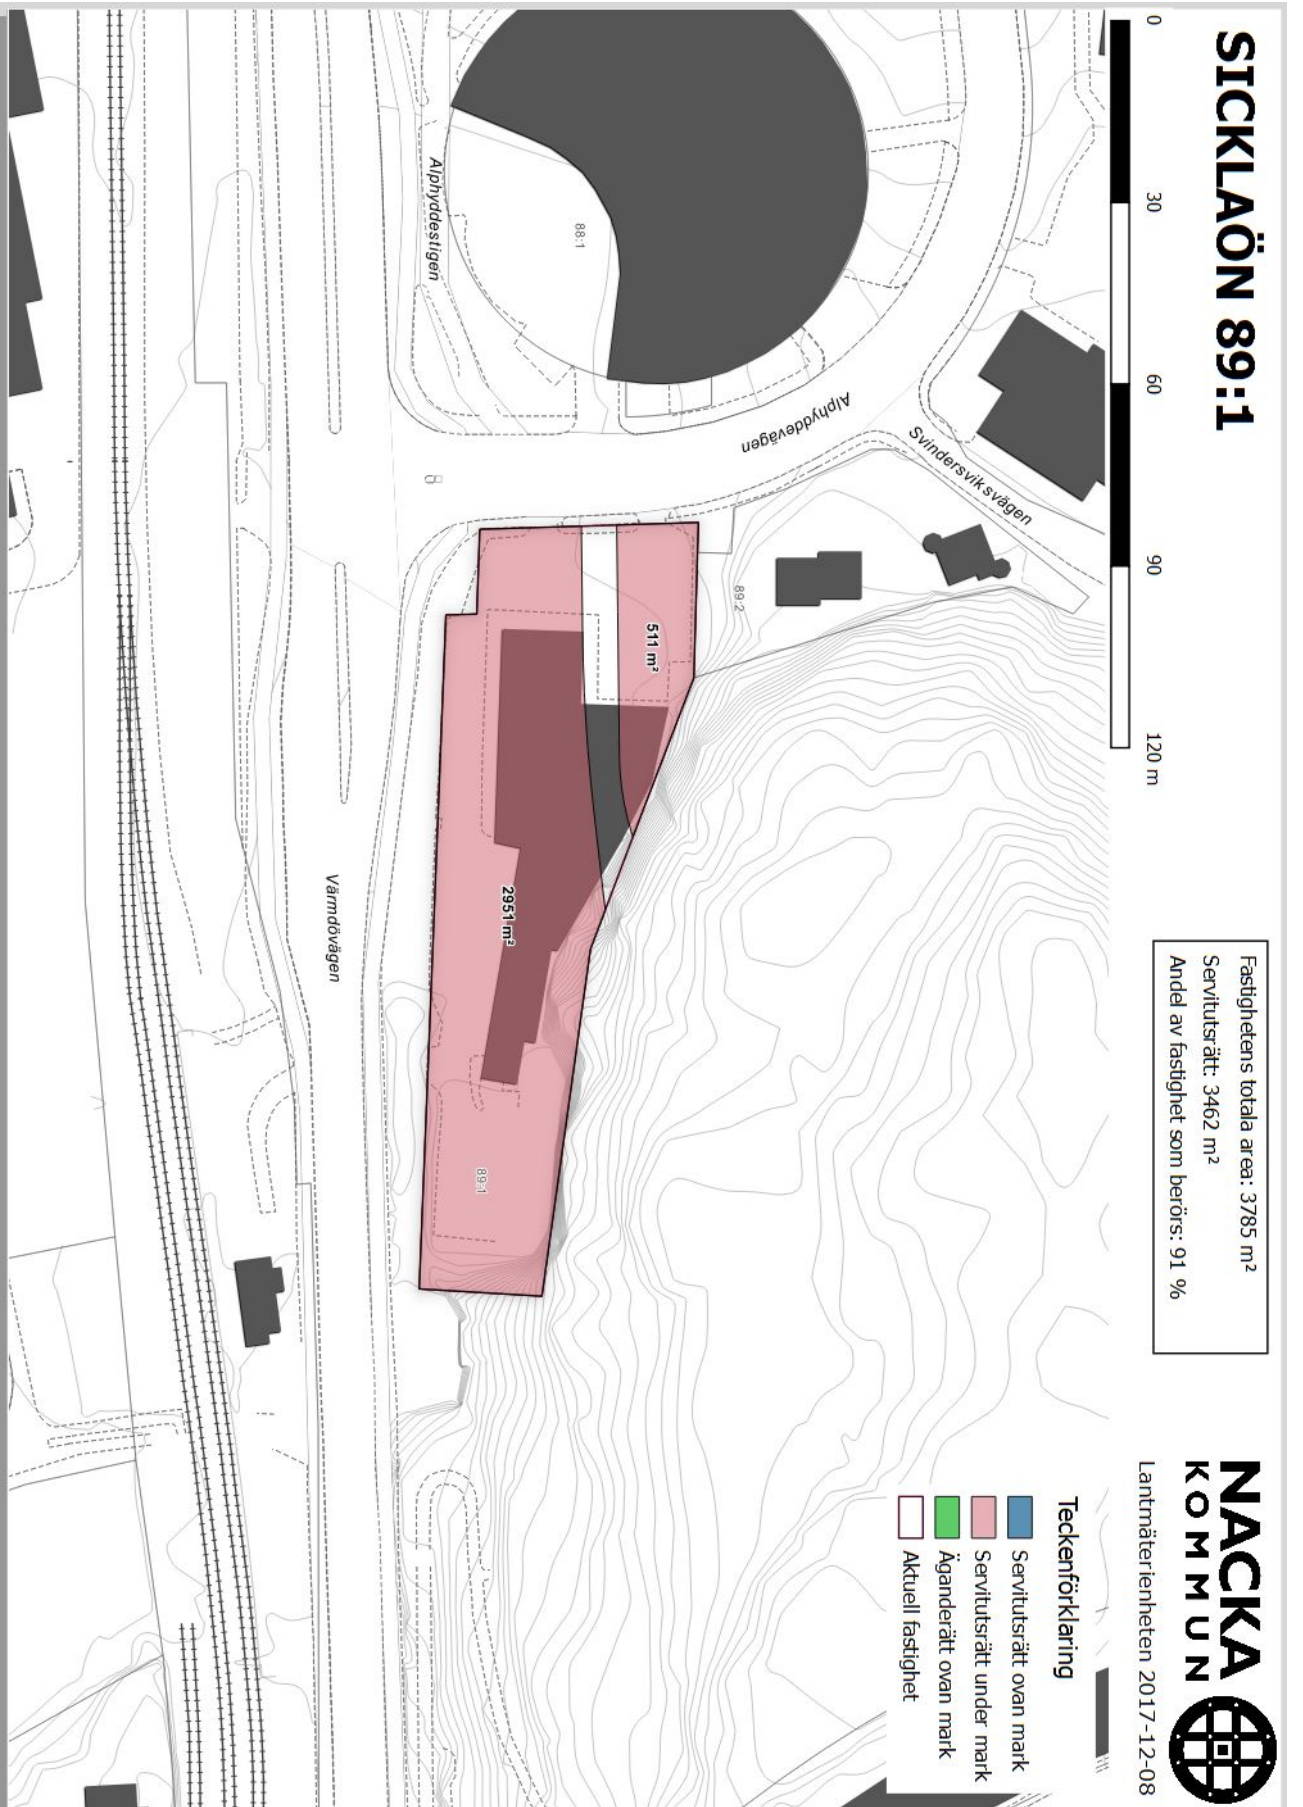 SICKLAÖN 89:1
0
30
60
90
120 m
Fastighetens totala area: 3785 m²
Servitutsrätt: 3462 m²
Andel av fastighet som berörs: 91 %
NACKA
KOMMUN
Lantmäterienheten 2017-12-08
Teckenförklaring
Servitutsrätt ovan mark
Servitutsrätt under mark
Äganderätt ovan mark
Aktuell fastighet
Svindersviksvägen
Alphyddevägen
89:2
511 m²
88:1
2951 m²
89:1
Alphyddestigen
8
Värmdövägen